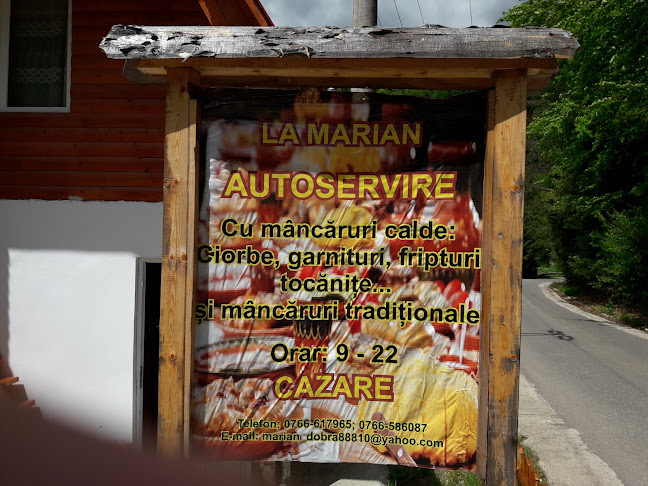 LA MARIAN
AUTOSERVIRE
Cu mâncăruri calde:
Ciorbe, garnituri, fripturi
tocănițe...
și mâncăruri tradiționale
Orar: 9 - 22
CAZARE
Telefon: 0766-617965; 0766-586087
E-mail: marian_dobra88810@yahoo.com